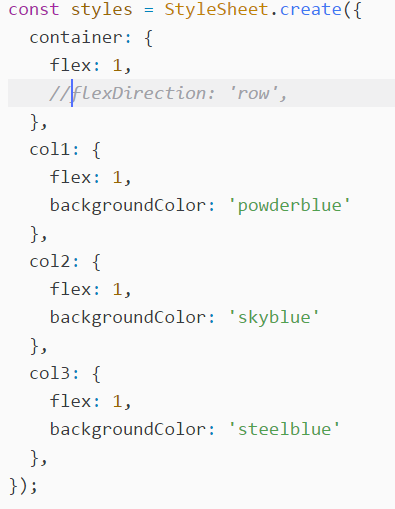 const styles = StyleSheet.create({
  container: {
    flex: 1,
    //flexDirection: 'row',
  },
  col1: {
    flex: 1,
    backgroundColor: 'powderblue'
  },
  col2: {
    flex: 1,
    backgroundColor: 'skyblue'
  },
  col3: {
    flex: 1,
    backgroundColor: 'steelblue'
  },
});